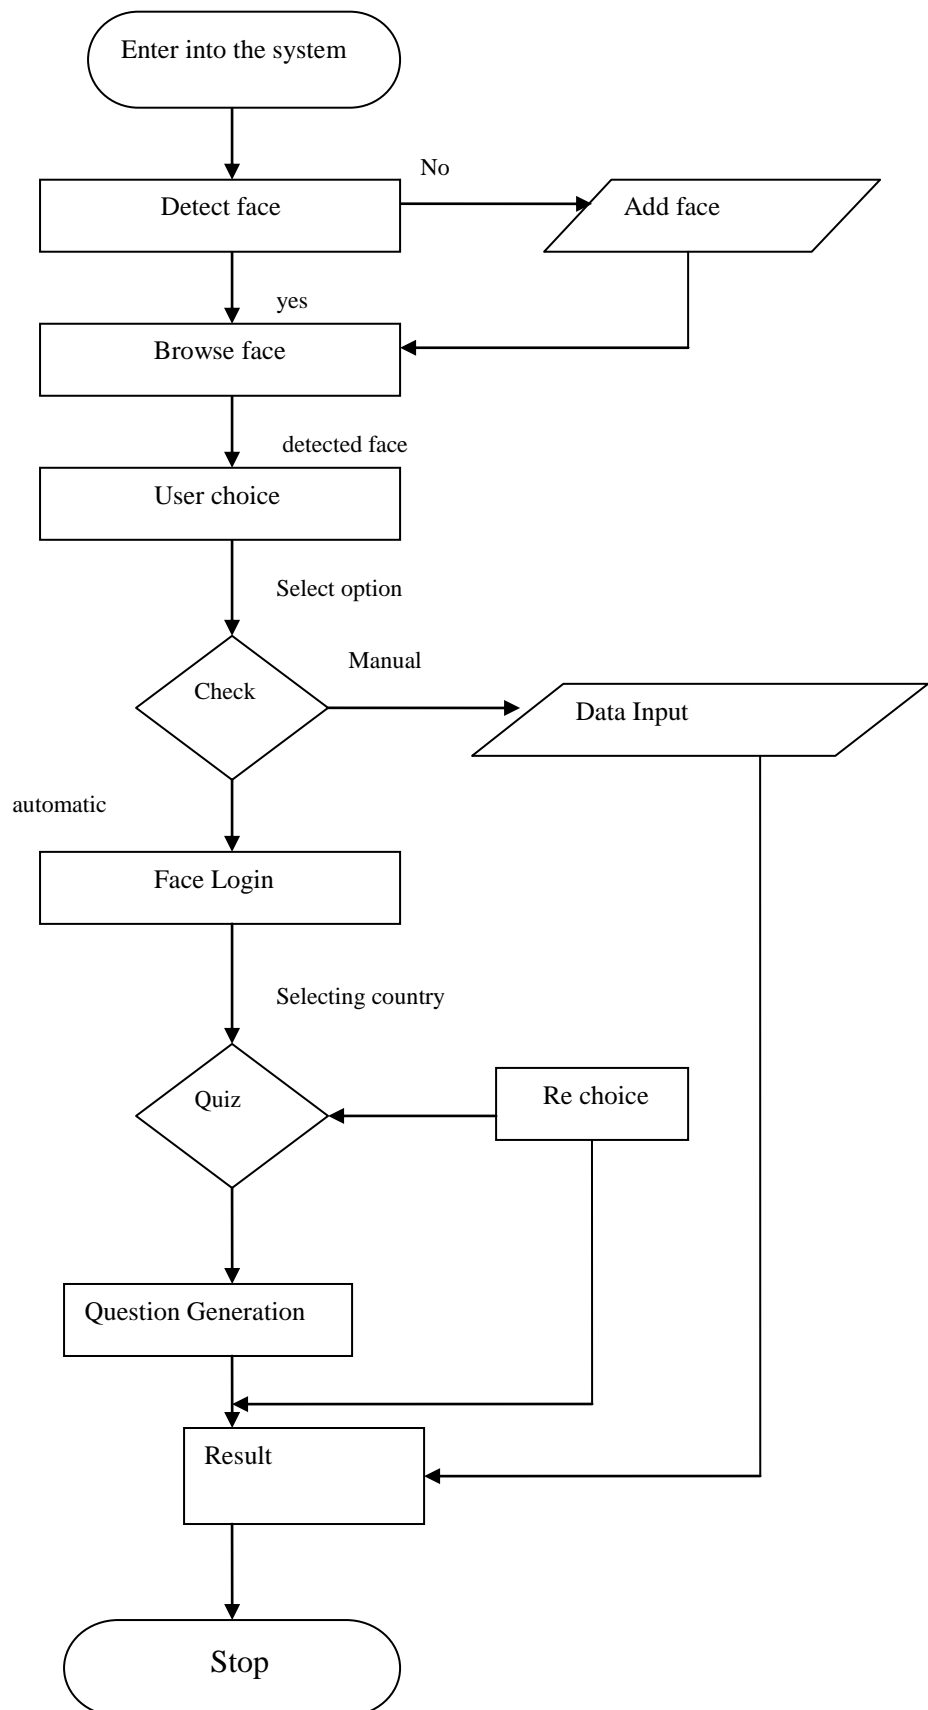 Enter into the system
No
Detect face
Add face
yes
Browse face
detected face
User choice
Select option
Manual
Check
Data Input
automatic
Face Login
Selecting country
Quiz
Re choice
Question Generation
Result
Stop